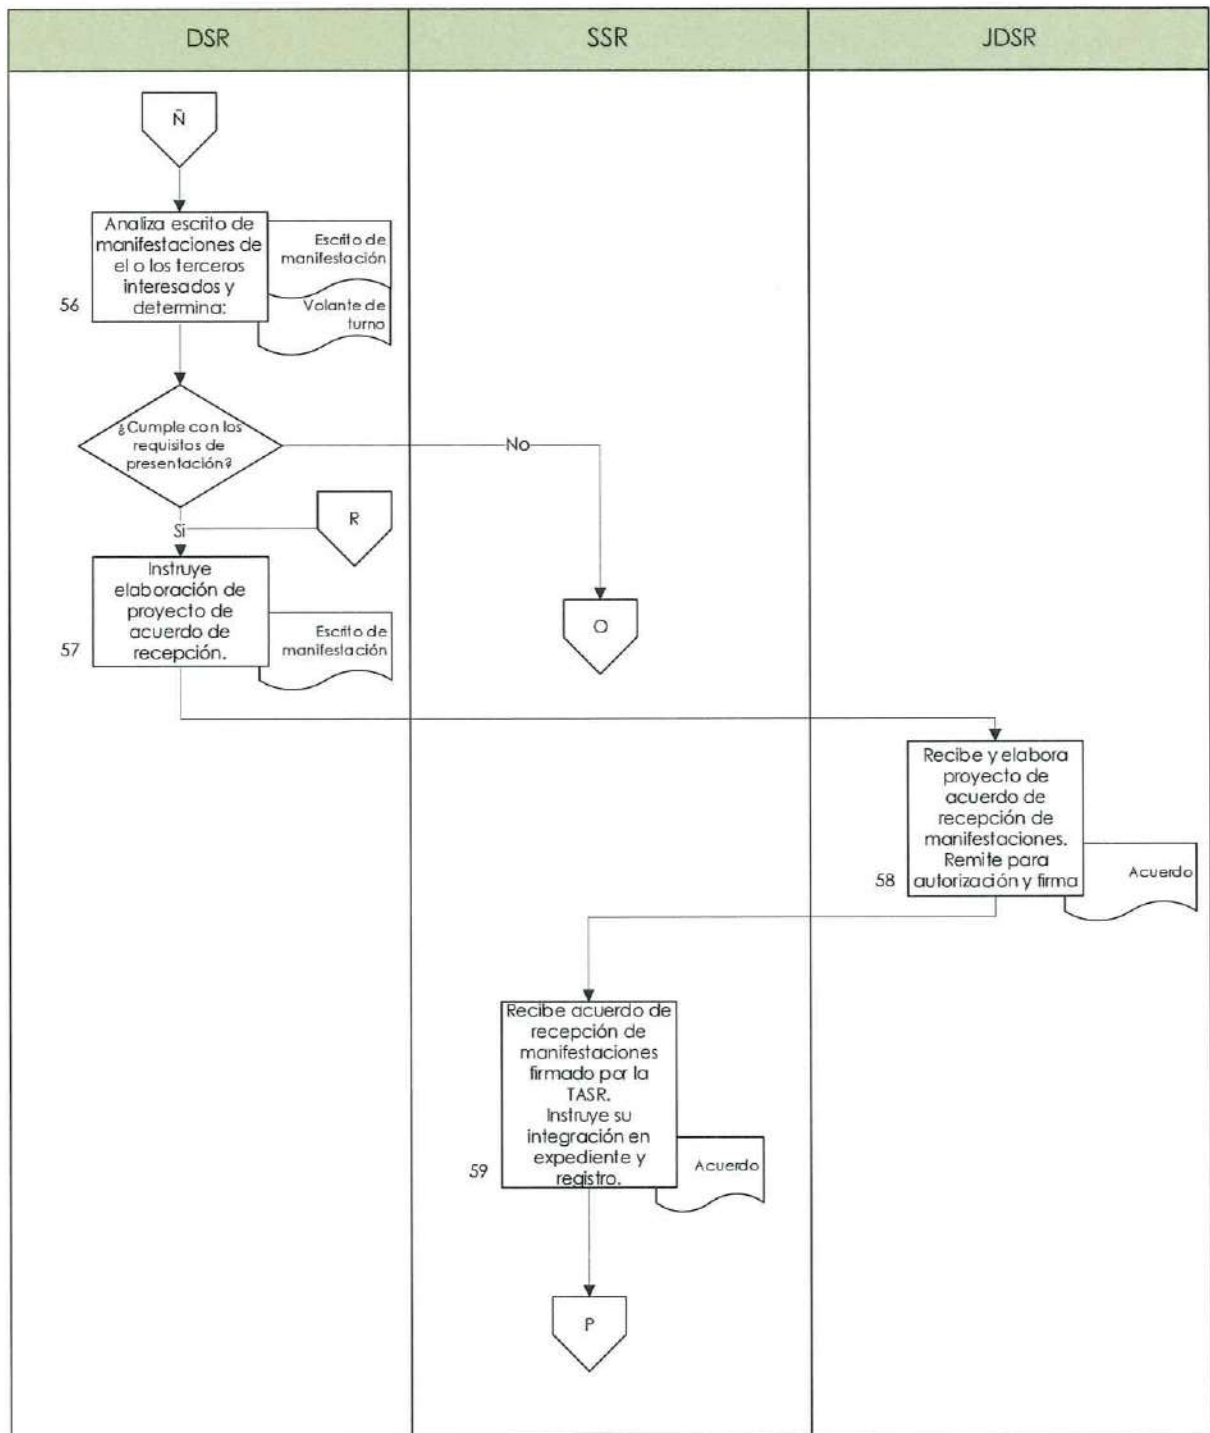 DSR
SSR
JDSR
Ñ
Analiza escrito de
manifestaciones de
el o los terceros
interesados y
determina:
Escrito de
manifestación
Volante de
turno
56
¿Cumple con los
requisitos de
presentación?
No
Si
R
O
Instruye
elaboración de
proyecto de
acuerdo de
recepción.
Escrito de
manifestación
57
Recibe y elabora
proyecto de
acuerdo de
recepción de
manifestaciones.
Remite para
autorización y firma
58
Acuerdo
Recibe acuerdo de
recepción de
manifestaciones
firmado por la
TASR.
Instruye su
integración en
expediente y
registro.
59
Acuerdo
P